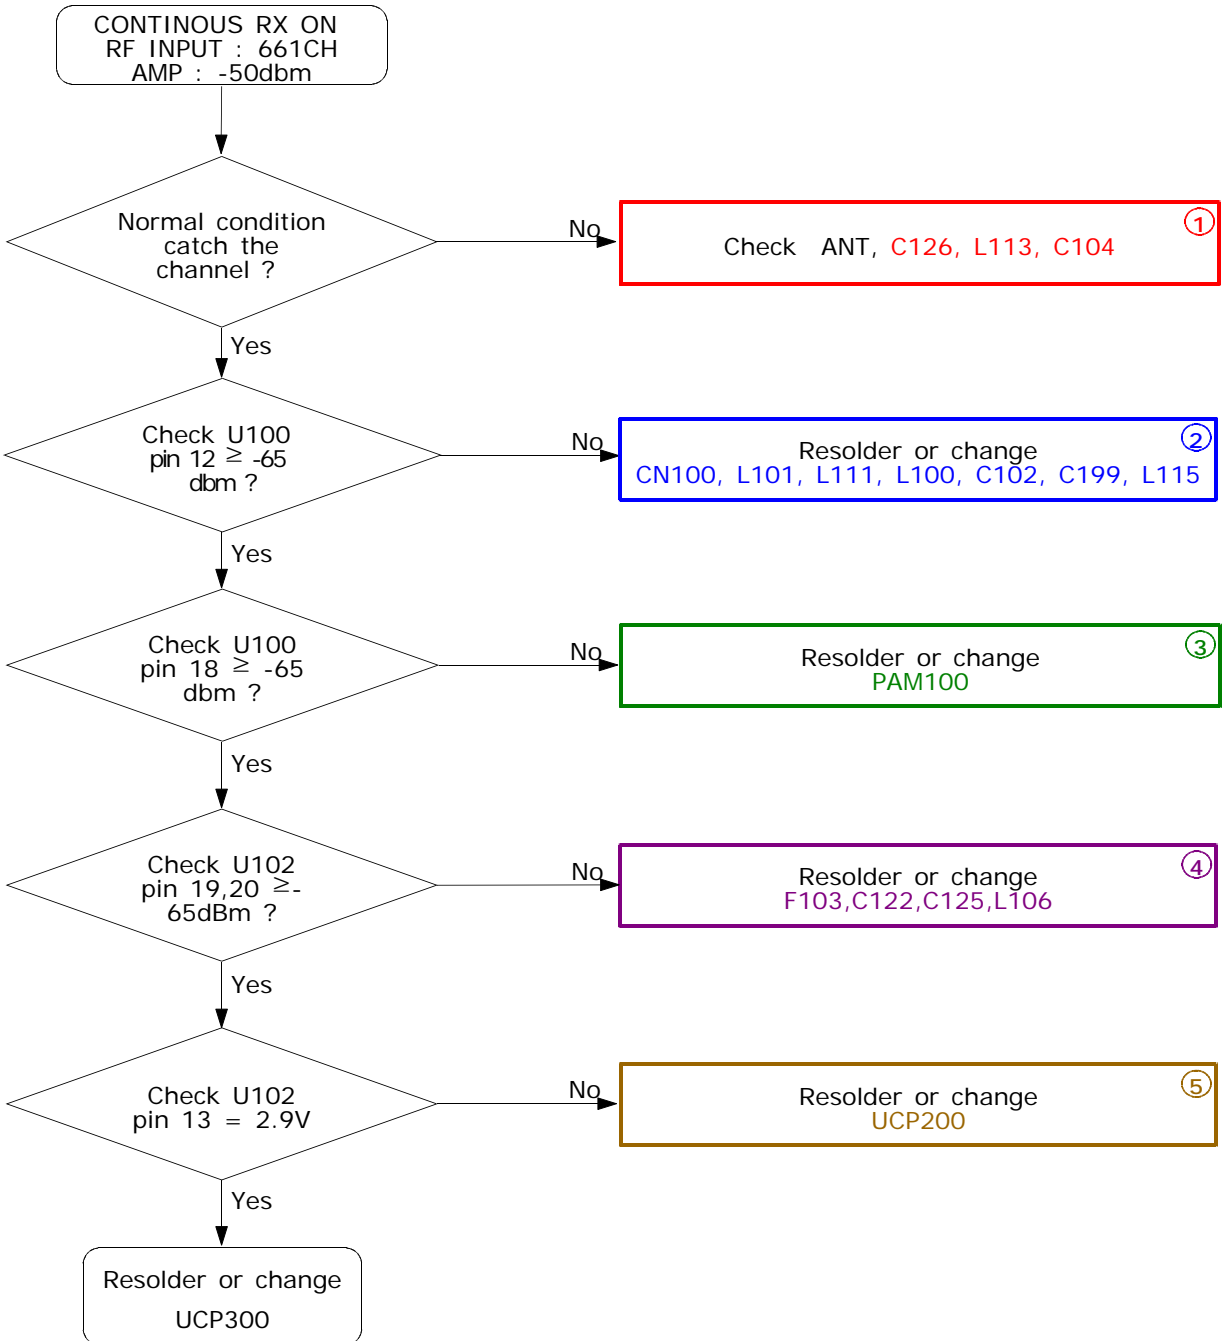 CONTINOUS RX ON
RF INPUT : 661CH
AMP : -50dbm
Normal condition
catch the
channel ?
No
1
Check ANT, C126, L113, C104
Yes
Check U100
pin 12 ≥ -65
dbm ?
No
2
Resolder or change
CN100, L101, L111, L100, C102, C199, L115
Yes
Check U100
pin 18 ≥ -65
dbm ?
No
3
Resolder or change
PAM100
Yes
Check U102
pin 19,20 ≥-
65dBm ?
No
4
Resolder or change
F103,C122,C125,L106
Yes
Check U102
pin 13 = 2.9V
No
5
Resolder or change
UCP200
Yes
Resolder or change
UCP300